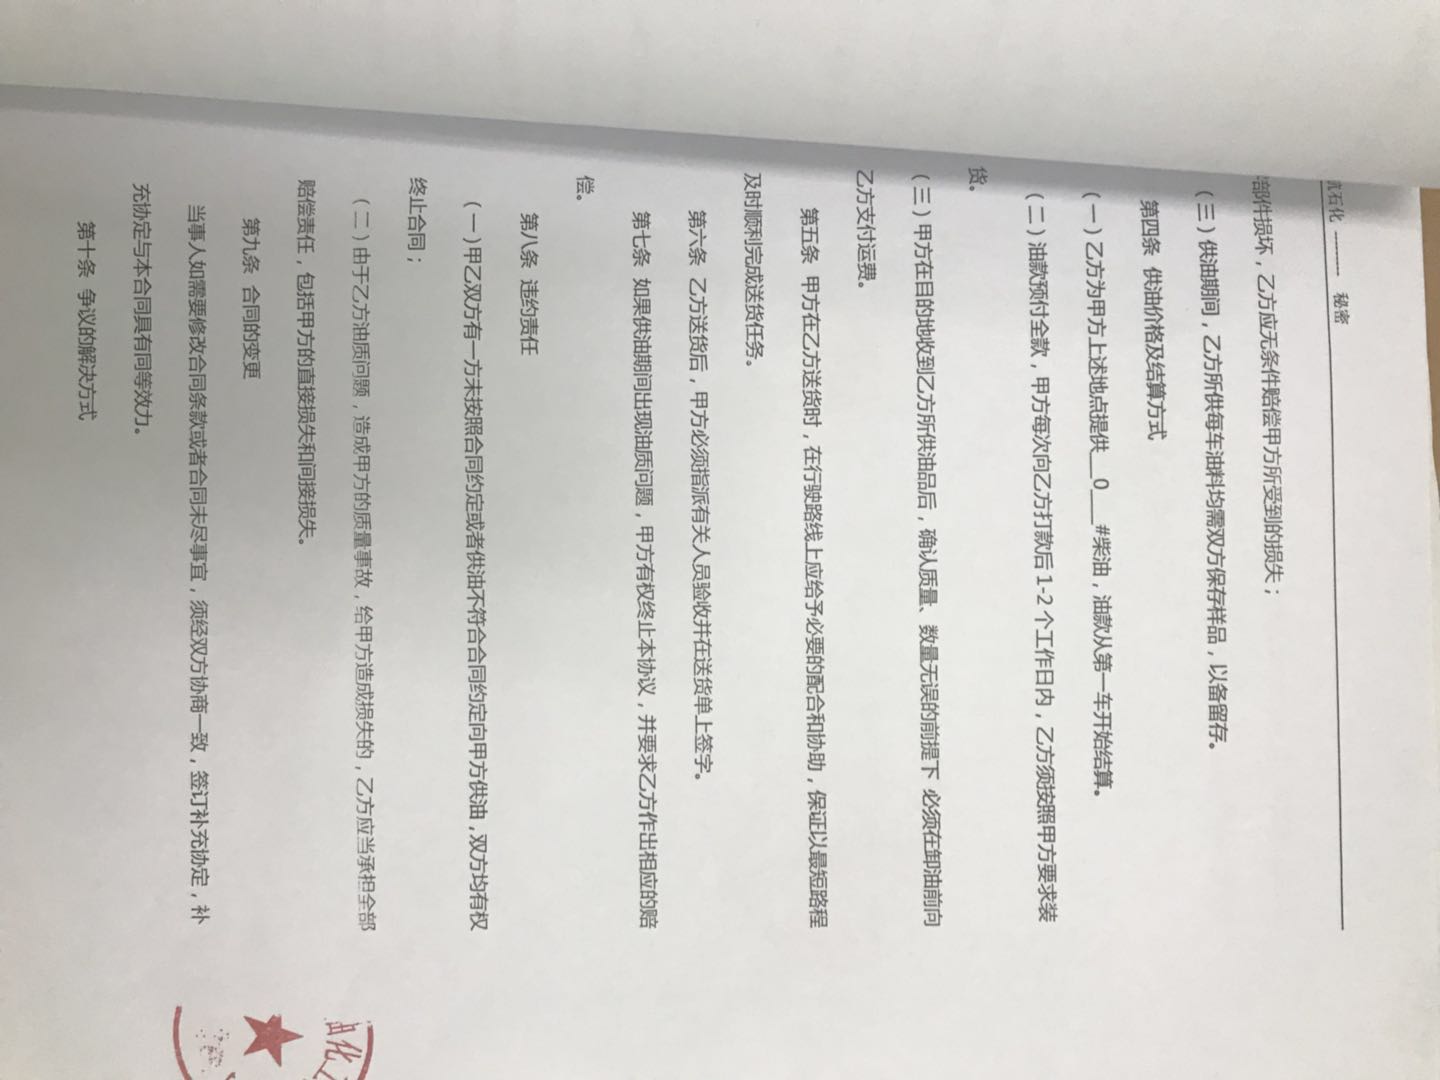 石化 -------- 秘密
部件损坏，乙方应无条件赔偿甲方所受到的损失；
（三）供油期间，乙方所供每车油料均需双方保存样品，以备留存。
第四条 供油价格及结算方式
（一）乙方为甲方上述地点提供__0___#柴油，油款从第一车开始结算。
（二）油款预付全款，甲方每次向乙方打款后1-2个工作日内，乙方须按照甲方要求装
货。
（三）甲方在目的地收到乙方所供油品后，确认质量、数量无误的前提下 必须在卸油前向
乙方支付运费。
第五条 甲方在乙方送货时，在行驶路线上应给予必要的配合和协助，保证以最短路程
及时顺利完成送货任务。
第六条 乙方送货后，甲方必须指派有关人员验收并在送货单上签字。
第七条 如果供油期间出现油质问题，甲方有权终止本协议，并要求乙方作出相应的赔
偿。
第八条 违约责任
（一）甲乙双方有一方未按照合同约定或者供油不符合合同约定向甲方供油，双方均有权
终止合同；
（二）由于乙方油质问题，造成甲方的质量事故，给甲方造成损失的，乙方应当承担全部
赔偿责任，包括甲方的直接损失和间接损失。
第九条 合同的变更
当事人如需要修改合同条款或者合同未尽事宜，须经双方协商一致，签订补充协定，补
充协定与本合同具有同等效力。
第十条 争议的解决方式
化